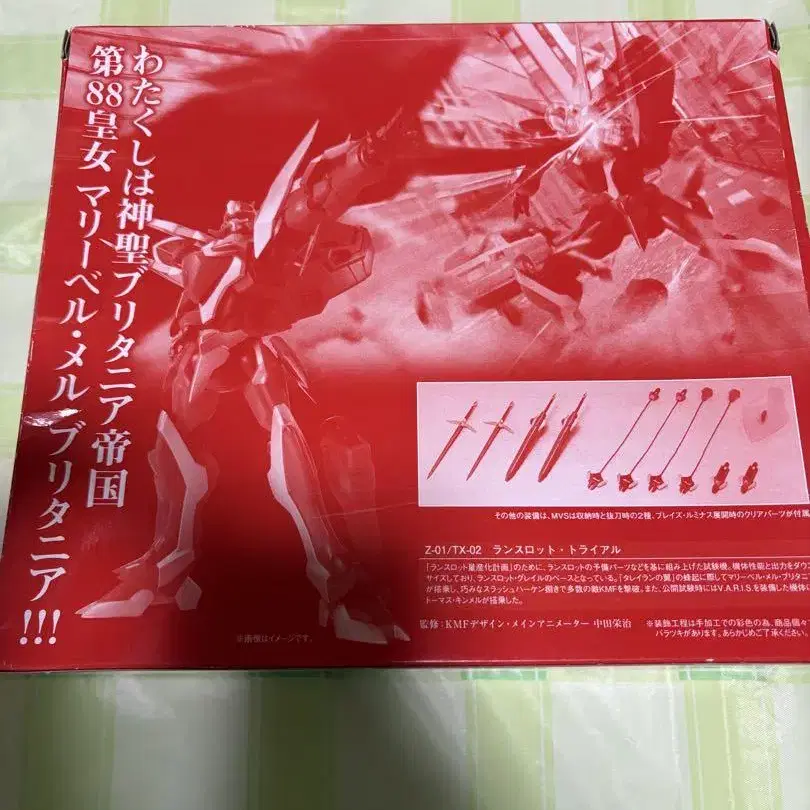 わたくしは神聖ブリタニア帝国
第88皇女 マリーベル・メル・ブリタニア!!!
その他の装備は、MVSは収納時と抜刀時の2種、ブレイズ・ルミナス展開時のクリアパーツが付属
Z-01/TX-02 ランスロット・トライアル
「ランスロット量産化計画」のために、ランスロットの予備パーツなどを基に組み上げた試験機。機体性能と出力をダウン
サイズしており、ランスロット・グレイルのベースとなっている。「タレイランの翼」の蜂起に際してマリーベル・メル・ブリタニ
が搭乗し、巧みなスラッシュハーケン捌きで多数の敵KMFを撃破。また、公開試験時にはV.A.R.I.S.を装備した機体に
トーマス・キンメルが搭乗した。
監修:KMFデザイン・メインアニメーター 中田栄治
※装飾工程は手加工での彩色の為、商品個々
バラツキがあります。あらかじめご了承ください。
※画像はイメージです。